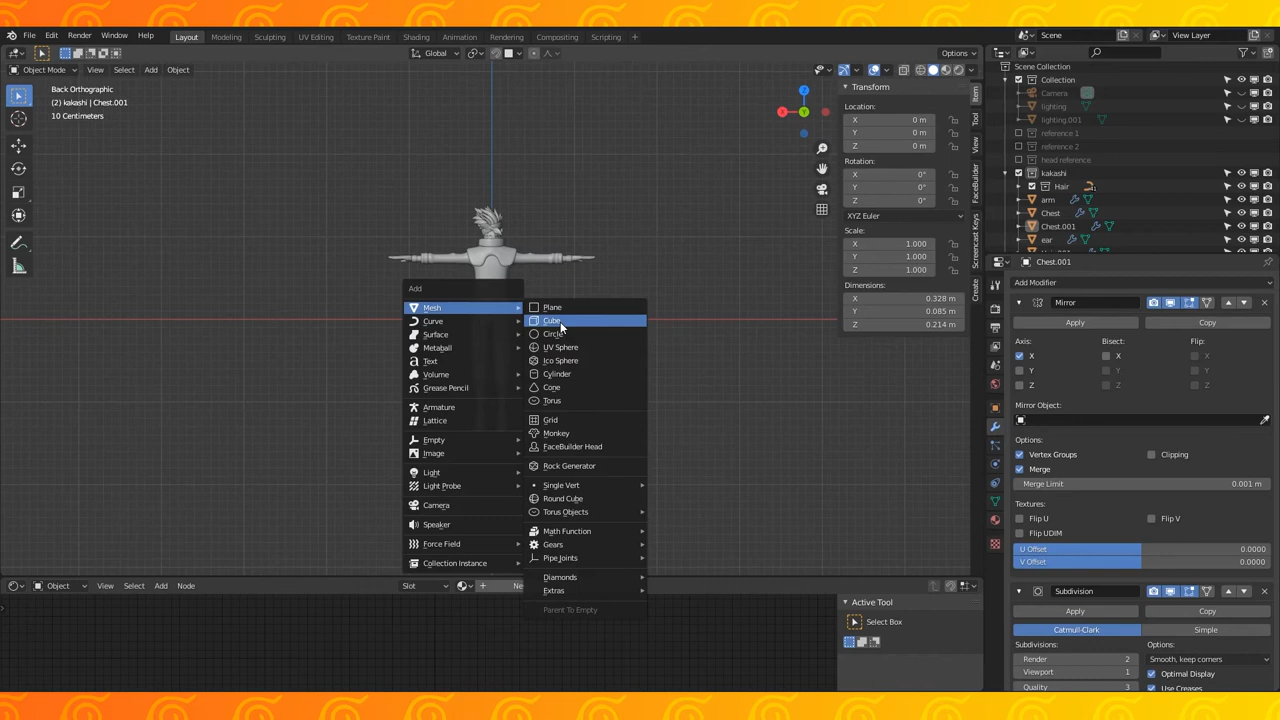 File Edit Render Window Help Layout Modeling Sculpting UV Editing Texture Paint Shading Animation Rendering Compositing Scripting Scene View Layer
Global Options
Object Mode View Select Add Object
Back Orthographic
(2) kakashi | Chest.001
10 Centimeters
Z
X
Y
Add
Mesh
Curve
Surface
Metaball
Text
Volume
Grease Pencil
Armature
Lattice
Empty
Image
Light
Light Probe
Camera
Speaker
Force Field
Collection Instance
Plane
Cube
Circle
UV Sphere
Ico Sphere
Cylinder
Cone
Torus
Grid
Monkey
FaceBuilder Head
Rock Generator
Single Vert
Round Cube
Torus Objects
Math Function
Gears
Pipe Joints
Diamonds
Extras
Parent To Empty
Transform
Location:
X 0 m
Y 0 m
Z 0 m
Rotation:
X 0°
Y 0°
Z 0°
XYZ Euler
Scale:
X 1.000
Y 1.000
Z 1.000
Dimensions:
X 0.328 m
Y 0.085 m
Z 0.214 m
Item
Tool
View
FaceBuilder
Screencast Keys
Create
Scene Collection
Collection
Camera
lighting
lighting.001
reference 1
reference 2
head reference
kakashi
Hair
arm
Chest
Chest.001
ear
Chest.001
Add Modifier
Mirror
Apply Copy
Axis: Bisect: Flip:
X X X
Y Y Y
Z Z Z
Mirror Object:
Options:
Vertex Groups Clipping
Merge
Merge Limit 0.001 m
Textures:
Flip U Flip V
Flip UDIM
U Offset 0.0000
V Offset 0.0000
Subdivision
Apply Copy
Catmull-Clark Simple
Subdivisions: Options:
Render 2 Smooth, keep corners
Viewport 1 Optimal Display
Quality 3 Use Creases
Object View Select Add Node Slot Ne
Active Tool
Select Box